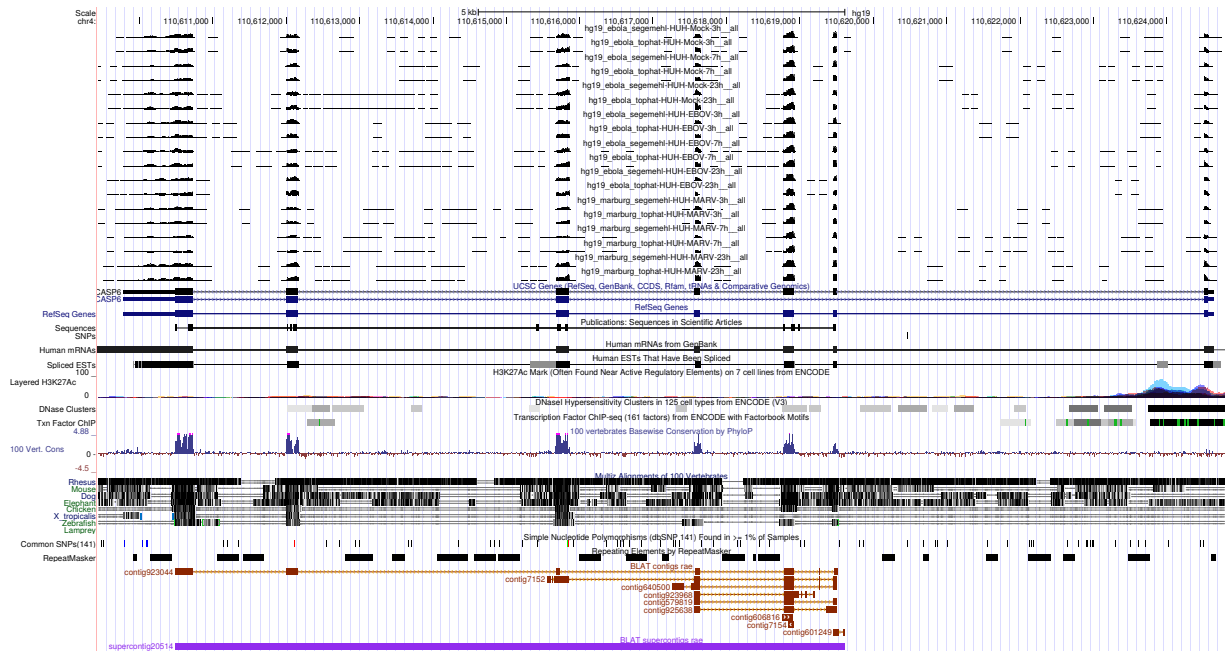 Scale 5 kb hg19
chr4: 110,611,000 110,612,000 110,613,000 110,614,000 110,615,000 110,616,000 110,617,000 110,618,000 110,619,000 110,620,000 110,621,000 110,622,000 110,623,000 110,624,000
hg19_ebola_segemehl-HUH-Mock-3h__all
hg19_ebola_tophat-HUH-Mock-3h__all
hg19_ebola_segemehl-HUH-Mock-7h__all
hg19_ebola_tophat-HUH-Mock-7h__all
hg19_ebola_segemehl-HUH-Mock-23h__all
hg19_ebola_tophat-HUH-Mock-23h__all
hg19_ebola_segemehl-HUH-EBOV-3h__all
hg19_ebola_tophat-HUH-EBOV-3h__all
hg19_ebola_segemehl-HUH-EBOV-7h__all
hg19_ebola_tophat-HUH-EBOV-7h__all
hg19_ebola_segemehl-HUH-EBOV-23h__all
hg19_ebola_tophat-HUH-EBOV-23h__all
hg19_marburg_segemehl-HUH-MARV-3h__all
hg19_marburg_tophat-HUH-MARV-3h__all
hg19_marburg_segemehl-HUH-MARV-7h__all
hg19_marburg_tophat-HUH-MARV-7h__all
hg19_marburg_segemehl-HUH-MARV-23h__all
hg19_marburg_tophat-HUH-MARV-23h__all
UCSC Genes (RefSeq, GenBank, CCDS, Rfam, tRNAs & Comparative Genomics)
CASP6
CASP6
RefSeq Genes
RefSeq Genes
Publications: Sequences in Scientific Articles
Sequences
SNPs
Human mRNAs from GenBank
Human mRNAs
Human ESTs That Have Been Spliced
Spliced ESTs
H3K27Ac Mark (Often Found Near Active Regulatory Elements) on 7 cell lines from ENCODE
100
Layered H3K27Ac
0
DNaseI Hypersensitivity Clusters in 125 cell types from ENCODE (V3)
DNase Clusters
Transcription Factor ChIP-seq (161 factors) from ENCODE with Factorbook Motifs
Txn Factor ChIP
100 vertebrates Basewise Conservation by PhyloP
4.88
100 Vert. Cons
0
-4.5
Multiz Alignments of 100 Vertebrates
Rhesus
Mouse
Dog
Elephant
Chicken
X_tropicalis
Zebrafish
Lamprey
Simple Nucleotide Polymorphisms (dbSNP 141) Found in >= 1% of Samples
Common SNPs(141)
Repeating Elements by RepeatMasker
RepeatMasker
BLAT contigs rae
contig923044
contig7152
contig640500
contig923968
contig579819
contig925638
contig606816
contig7154
contig601249
BLAT supercontigs rae
supercontig20514